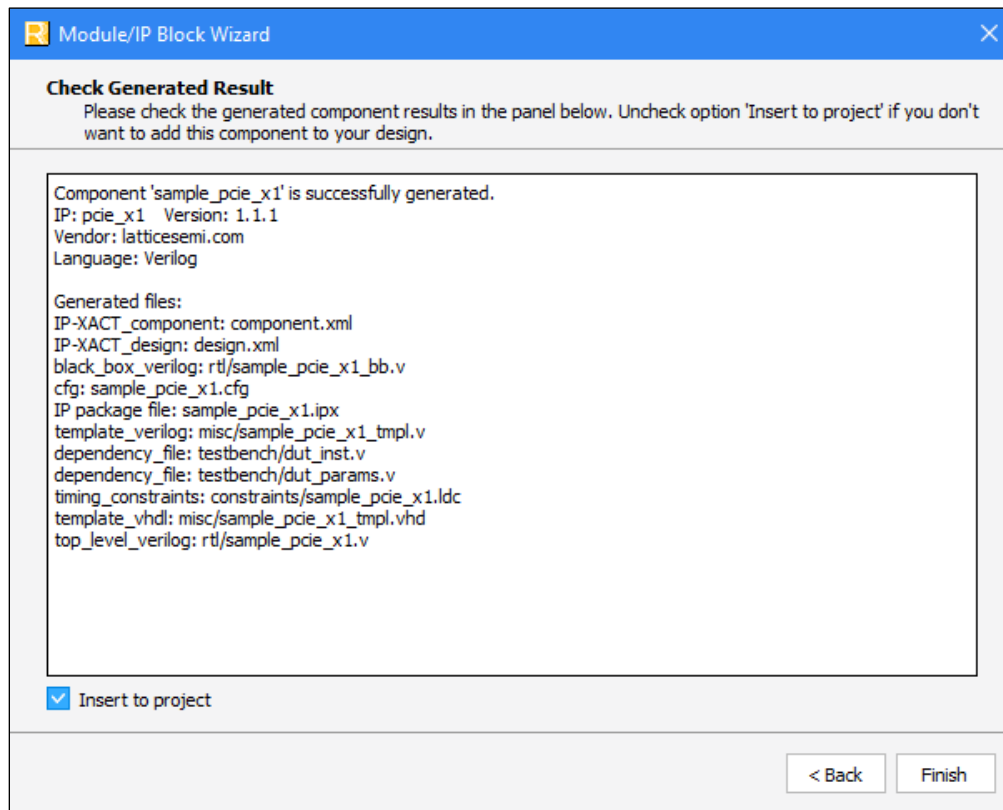 Module/IP Block Wizard
Check Generated Result
Please check the generated component results in the panel below. Uncheck option 'Insert to project' if you don't
want to add this component to your design.
Component 'sample_pcie_x1' is successfully generated.
IP: pcie_x1 Version: 1.1.1
Vendor: latticesemi.com
Language: Verilog
Generated files:
IP-XACT_component: component.xml
IP-XACT_design: design.xml
black_box_verilog: rtl/sample_pcie_x1_bb.v
cfg: sample_pcie_x1.cfg
IP package file: sample_pcie_x1.ipx
template_verilog: misc/sample_pcie_x1_tmpl.v
dependency_file: testbench/dut_inst.v
dependency_file: testbench/dut_params.v
timing_constraints: constraints/sample_pcie_x1.ldc
template_vhdl: misc/sample_pcie_x1_tmpl.vhd
top_level_verilog: rtl/sample_pcie_x1.v
Insert to project
< Back Finish